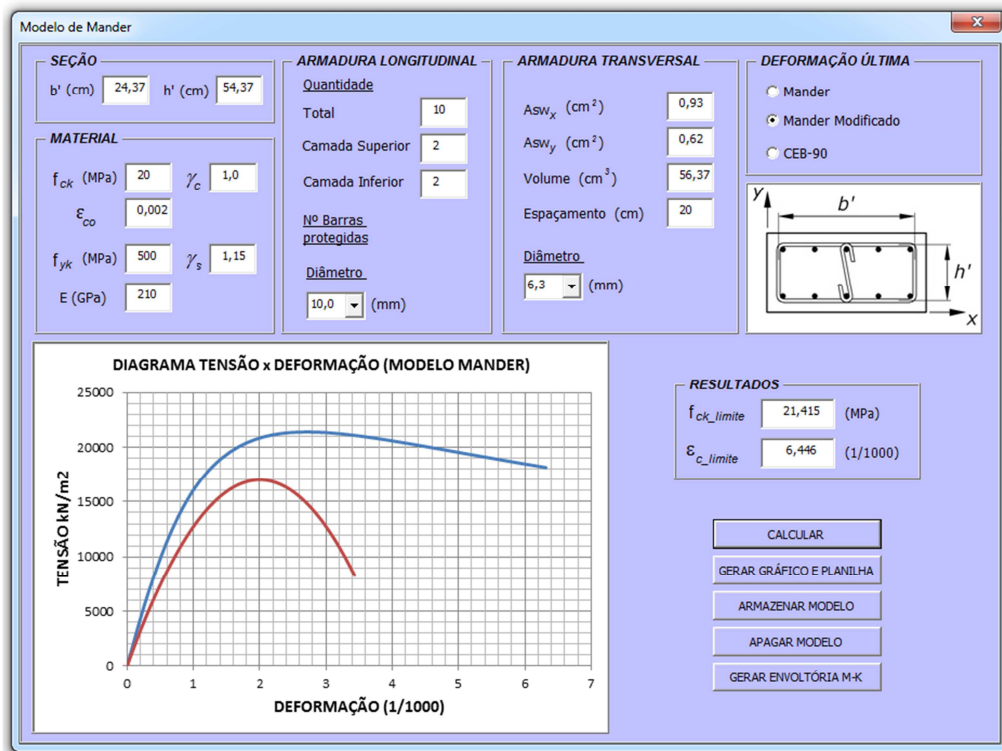 Modelo de Mander
SEÇÃO
b' (cm) 24,37 h' (cm) 54,37
MATERIAL
fck (MPa) 20 γc 1,0
εco 0,002
fyk (MPa) 500 γs 1,15
E (GPa) 210
ARMADURA LONGITUDINAL
Quantidade
Total 10
Camada Superior 2
Camada Inferior 2
Nº Barras
protegidas
Diâmetro
10,0 (mm)
ARMADURA TRANSVERSAL
Aswx (cm²) 0,93
Aswy (cm²) 0,62
Volume (cm³) 56,37
Espaçamento (cm) 20
Diâmetro
6,3 (mm)
DEFORMAÇÃO ÚLTIMA
Mander
Mander Modificado
CEB-90
y
b'
h'
x
DIAGRAMA TENSÃO x DEFORMAÇÃO (MODELO MANDER)
TENSÃO kN/m2
25000
20000
15000
10000
5000
0
0 1 2 3 4 5 6 7
DEFORMAÇÃO (1/1000)
RESULTADOS
fck_limite 21,415 (MPa)
εc_limite 6,446 (1/1000)
CALCULAR
GERAR GRÁFICO E PLANILHA
ARMAZENAR MODELO
APAGAR MODELO
GERAR ENVOLTÓRIA M-K